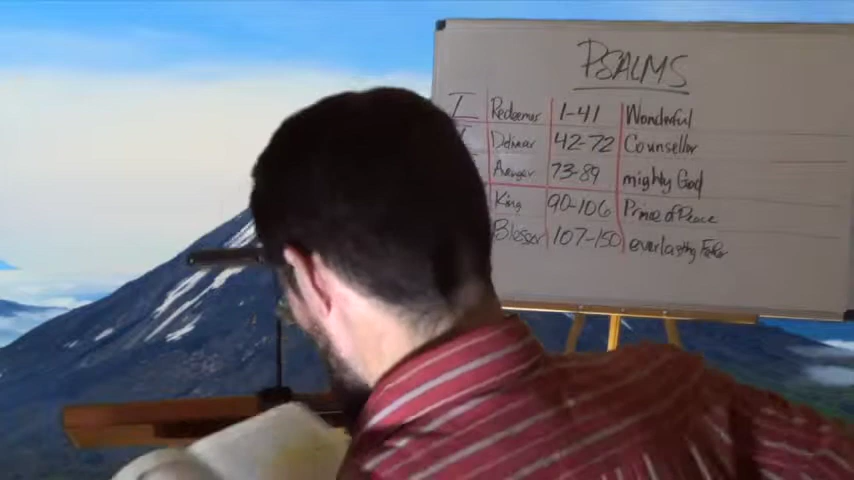 PSALMS
I Redeemer 1-41 Wonderful
Deliverer 42-72 Counsellor
Avenger 73-89 mighty God
King 90-106 Prince of Peace
Blesser 107-150 everlasting Father